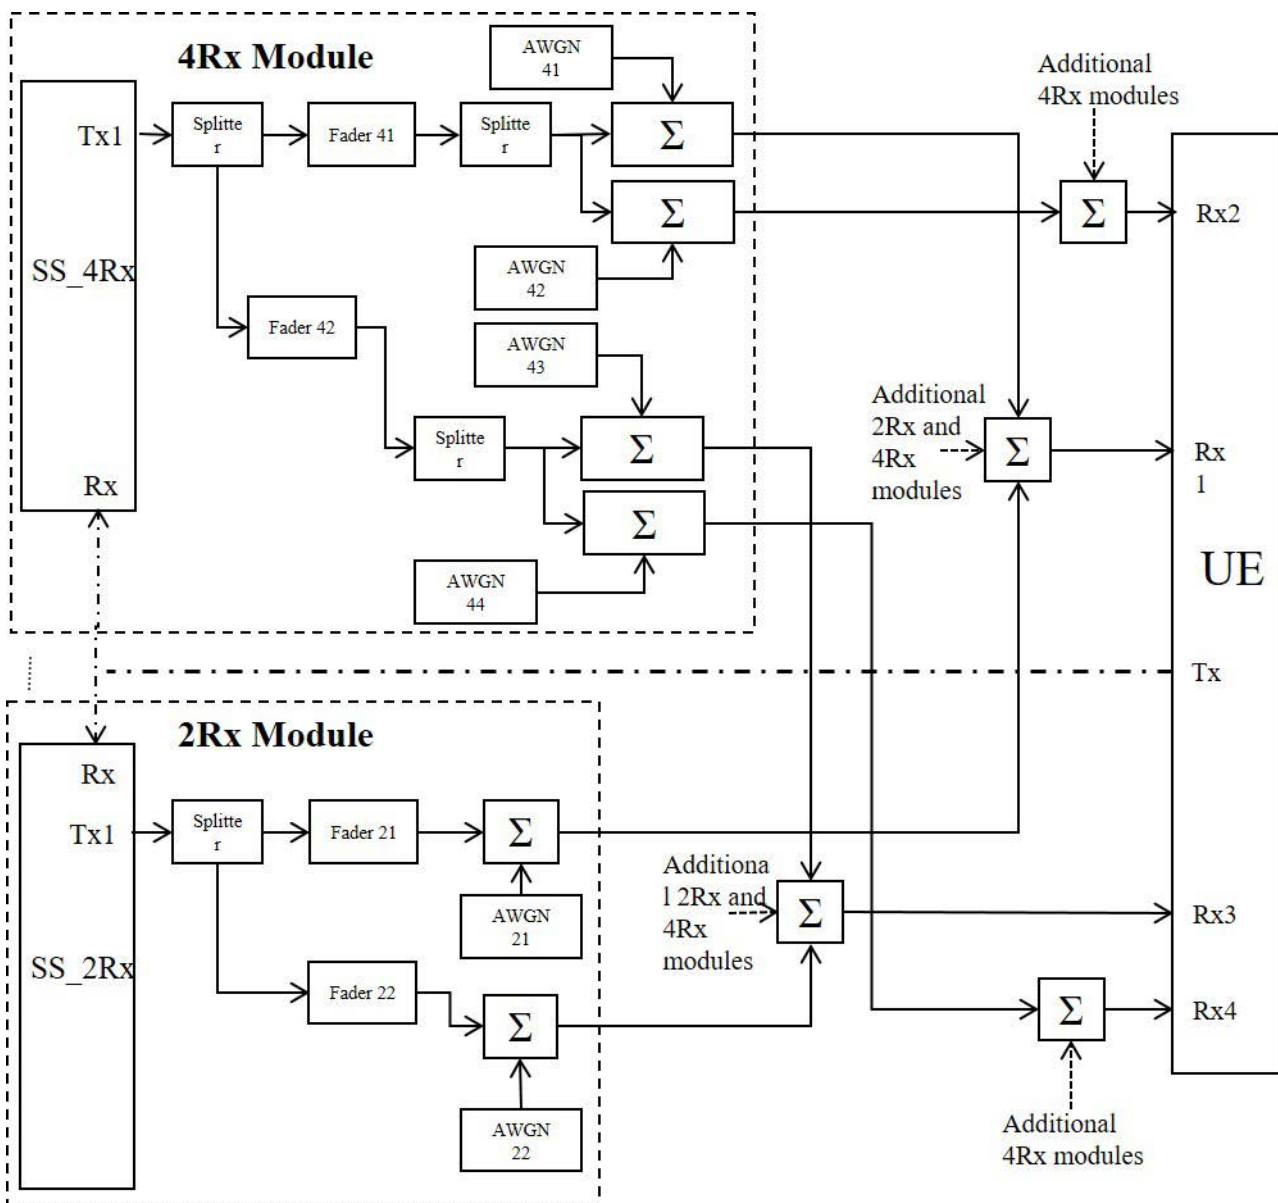 4Rx Module
AWGN
41
Additional
4Rx modules
Tx1
Splitte
r
Fader 41
Splitte
r
Σ
Σ
Σ
Rx2
SS_4Rx
AWGN
42
Fader 42
AWGN
43
Additional
2Rx and
4Rx
modules
Splitte
r
Σ
Σ
Rx
1
Rx
Σ
UE
AWGN
44
Tx
2Rx Module
Rx
Tx1
Splitte
r
Fader 21
Σ
Additiona
l 2Rx and
4Rx
modules
AWGN
21
Σ
Rx3
SS_2Rx
Fader 22
Σ
Σ
Rx4
AWGN
22
Additional
4Rx modules